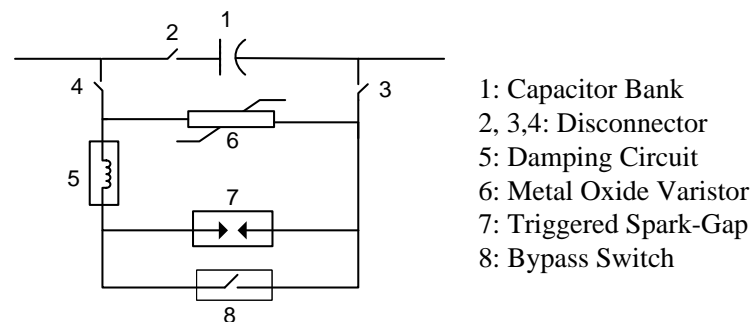 1
2
4
3
6
5
7
8
1: Capacitor Bank
2, 3,4: Disconnector
5: Damping Circuit
6: Metal Oxide Varistor
7: Triggered Spark-Gap
8: Bypass Switch